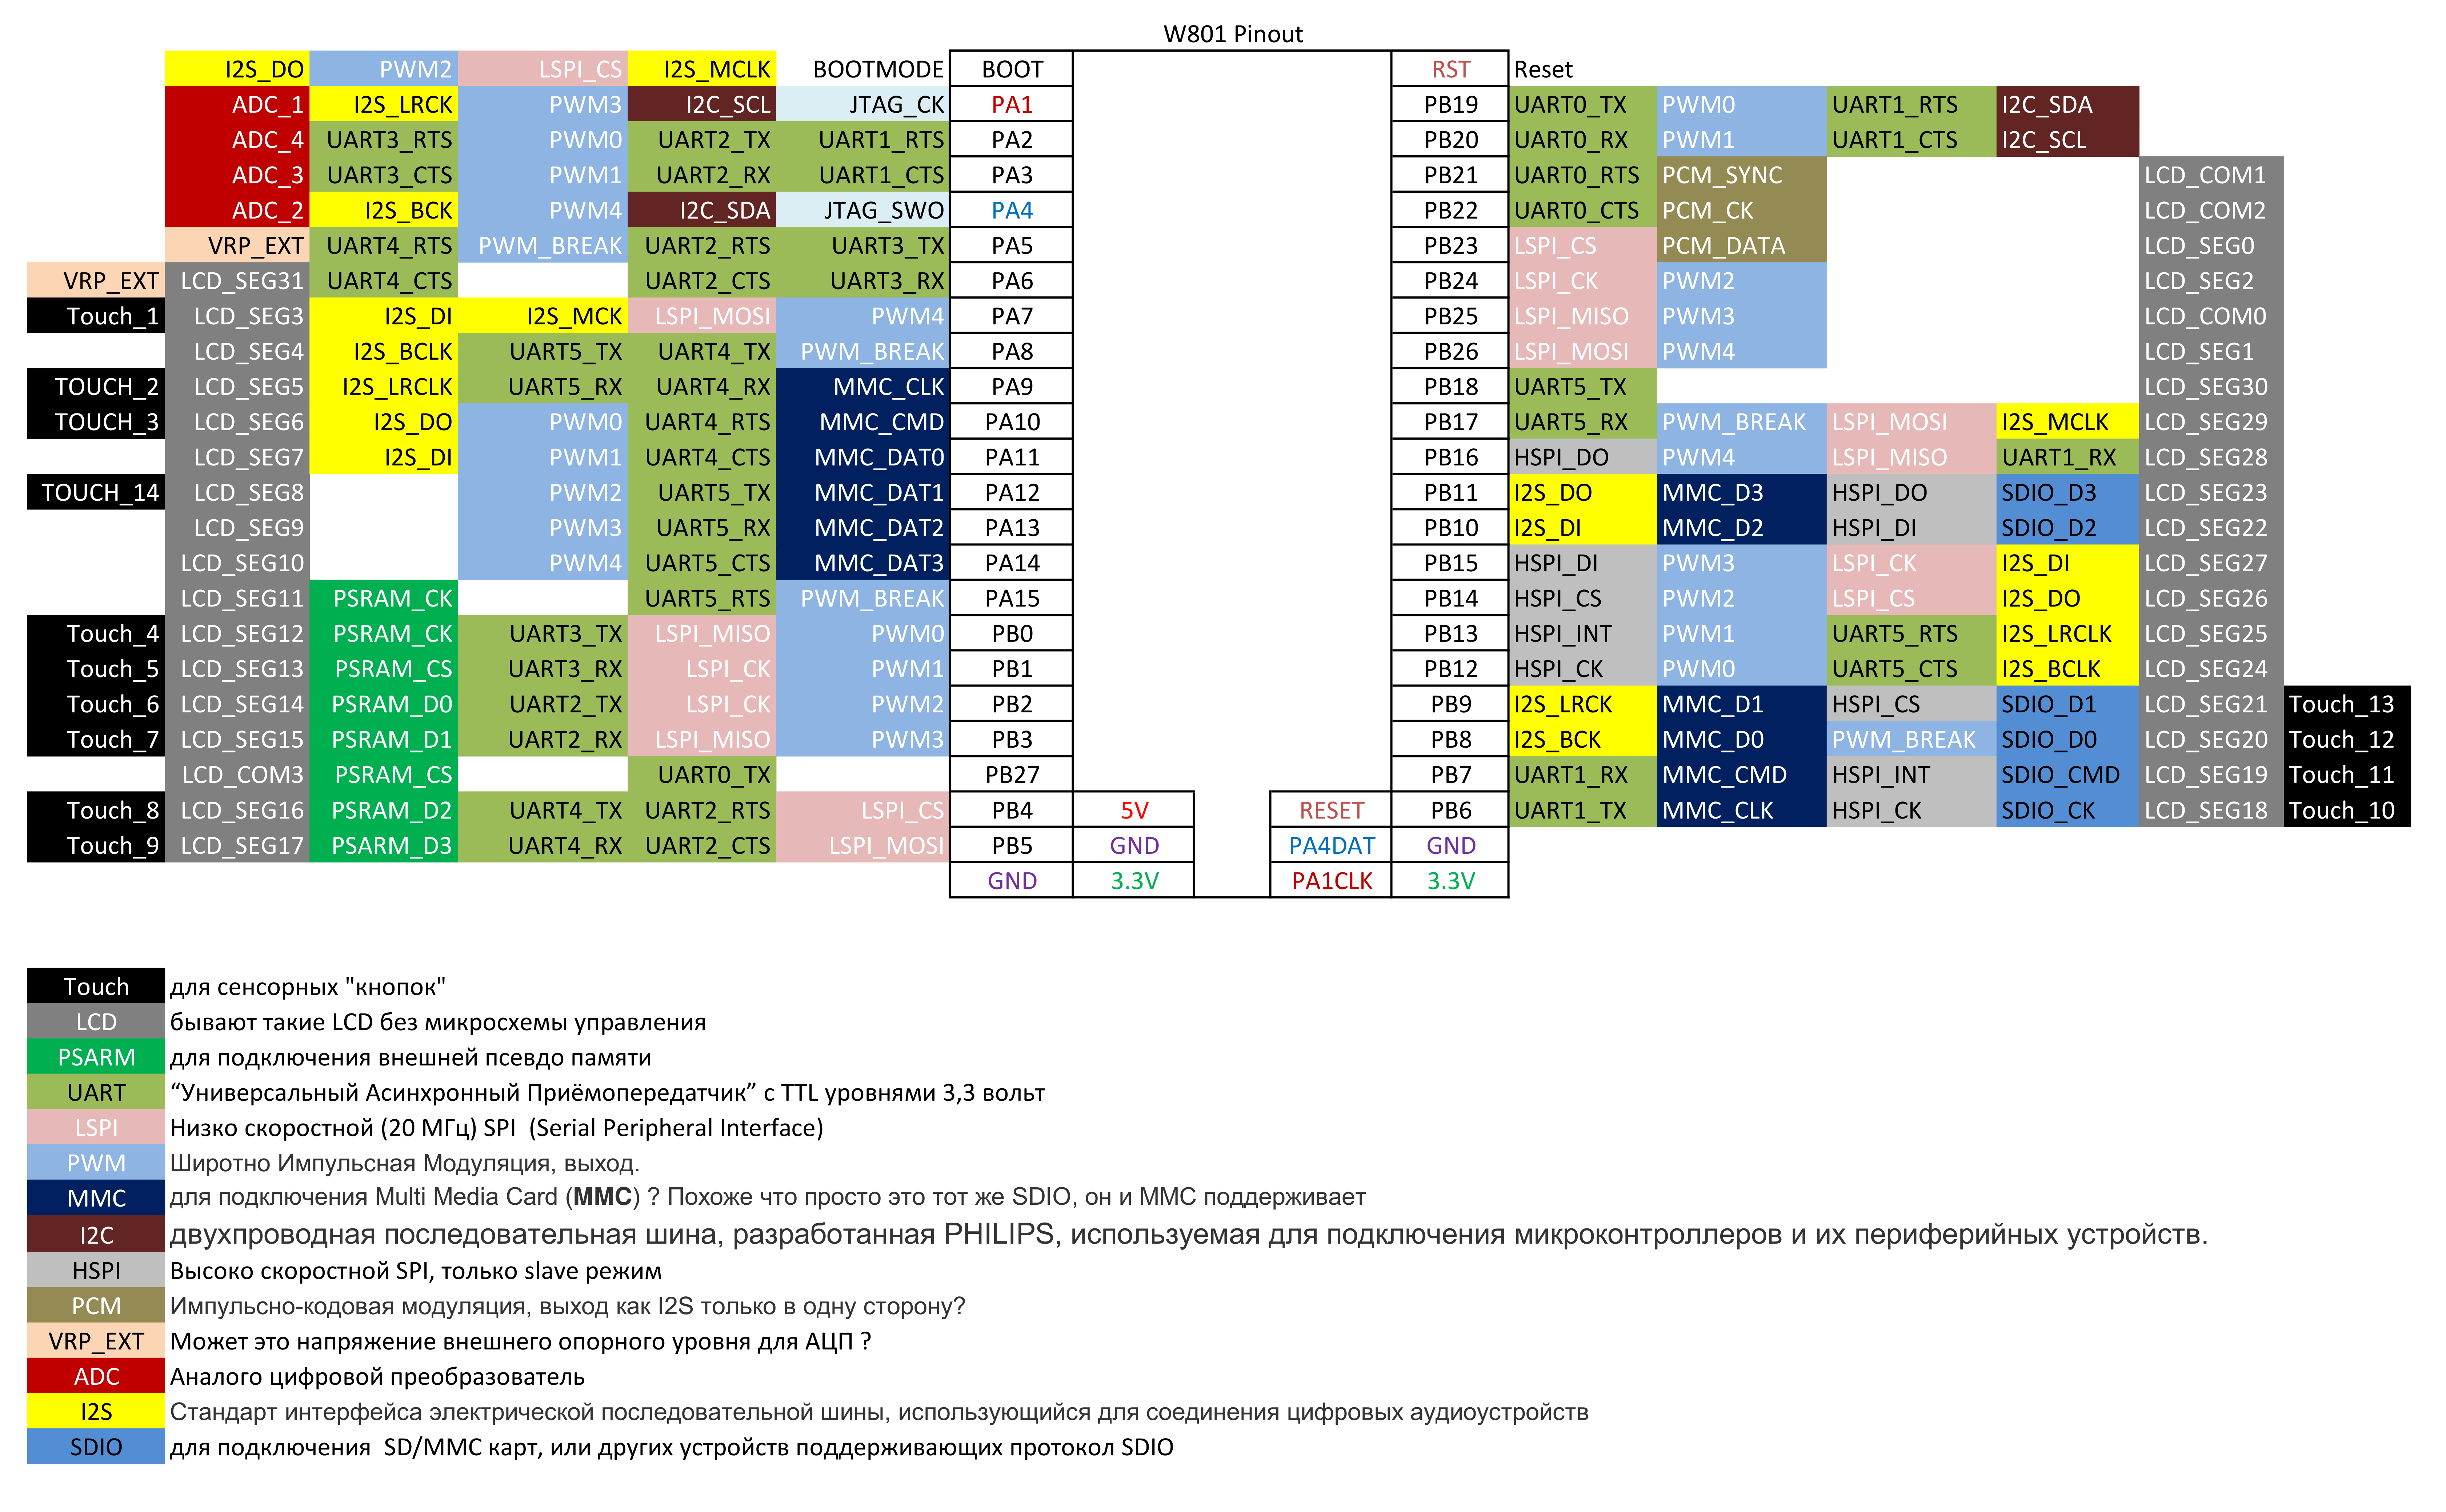 W801 Pinout
I2S_DO PWM2 LSPI_CS I2S_MCLK BOOTMODE BOOT RST Reset
ADC_1 I2S_LRCK PWM3 I2C_SCL JTAG_CK PA1 PB19 UART0_TX PWM0 UART1_RTS I2C_SDA
ADC_4 UART3_RTS PWM0 UART2_TX UART1_RTS PA2 PB20 UART0_RX PWM1 UART1_CTS I2C_SCL
ADC_3 UART3_CTS PWM1 UART2_RX UART1_CTS PA3 PB21 UART0_RTS PCM_SYNC LCD_COM1
ADC_2 I2S_BCK PWM4 I2C_SDA JTAG_SWO PA4 PB22 UART0_CTS PCM_CK LCD_COM2
VRP_EXT UART4_RTS PWM_BREAK UART2_RTS UART3_TX PA5 PB23 LSPI_CS PCM_DATA LCD_SEG0
VRP_EXT LCD_SEG31 UART4_CTS UART2_CTS UART3_RX PA6 PB24 LSPI_CK PWM2 LCD_SEG2
Touch_1 LCD_SEG3 I2S_DI I2S_MCK LSPI_MOSI PWM4 PA7 PB25 LSPI_MISO PWM3 LCD_COM0
LCD_SEG4 I2S_BCLK UART5_TX UART4_TX PWM_BREAK PA8 PB26 LSPI_MOSI PWM4 LCD_SEG1
TOUCH_2 LCD_SEG5 I2S_LRCLK UART5_RX UART4_RX MMC_CLK PA9 PB18 UART5_TX LCD_SEG30
TOUCH_3 LCD_SEG6 I2S_DO PWM0 UART4_RTS MMC_CMD PA10 PB17 UART5_RX PWM_BREAK LSPI_MOSI I2S_MCLK LCD_SEG29
LCD_SEG7 I2S_DI PWM1 UART4_CTS MMC_DAT0 PA11 PB16 HSPI_DO PWM4 LSPI_MISO UART1_RX LCD_SEG28
TOUCH_14 LCD_SEG8 PWM2 UART5_TX MMC_DAT1 PA12 PB11 I2S_DO MMC_D3 HSPI_DO SDIO_D3 LCD_SEG23
LCD_SEG9 PWM3 UART5_RX MMC_DAT2 PA13 PB10 I2S_DI MMC_D2 HSPI_DI SDIO_D2 LCD_SEG22
LCD_SEG10 PWM4 UART5_CTS MMC_DAT3 PA14 PB15 HSPI_DI PWM3 LSPI_CK I2S_DI LCD_SEG27
LCD_SEG11 PSRAM_CK UART5_RTS PWM_BREAK PA15 PB14 HSPI_CS PWM2 LSPI_CS I2S_DO LCD_SEG26
Touch_4 LCD_SEG12 PSRAM_CK UART3_TX LSPI_MISO PWM0 PB0 PB13 HSPI_INT PWM1 UART5_RTS I2S_LRCLK LCD_SEG25
Touch_5 LCD_SEG13 PSRAM_CS UART3_RX LSPI_CK PWM1 PB1 PB12 HSPI_CK PWM0 UART5_CTS I2S_BCLK LCD_SEG24
Touch_6 LCD_SEG14 PSRAM_D0 UART2_TX LSPI_CK PWM2 PB2 PB9 I2S_LRCK MMC_D1 HSPI_CS SDIO_D1 LCD_SEG21 Touch_13
Touch_7 LCD_SEG15 PSRAM_D1 UART2_RX LSPI_MISO PWM3 PB3 PB8 I2S_BCK MMC_D0 PWM_BREAK SDIO_D0 LCD_SEG20 Touch_12
LCD_COM3 PSRAM_CS UART0_TX PB27 PB7 UART1_RX MMC_CMD HSPI_INT SDIO_CMD LCD_SEG19 Touch_11
Touch_8 LCD_SEG16 PSRAM_D2 UART4_TX UART2_RTS LSPI_CS PB4 5V RESET PB6 UART1_TX MMC_CLK HSPI_CK SDIO_CK LCD_SEG18 Touch_10
Touch_9 LCD_SEG17 PSARM_D3 UART4_RX UART2_CTS LSPI_MOSI PB5 GND PA4DAT GND
GND 3.3V PA1CLK 3.3V
Touch для сенсорных "кнопок"
LCD бывают такие LCD без микросхемы управления
PSARM для подключения внешней псевдо памяти
UART “Универсальный Асинхронный Приёмопередатчик” с TTL уровнями 3,3 вольт
LSPI Низко скоростной (20 МГц) SPI (Serial Peripheral Interface)
PWM Широтно Импульсная Модуляция, выход.
MMC для подключения Multi Media Card (MMC) ? Похоже что просто это тот же SDIO, он и MMC поддерживает
I2C двухпроводная последовательная шина, разработанная PHILIPS, используемая для подключения микроконтроллеров и их периферийных устройств.
HSPI Высоко скоростной SPI, только slave режим
PCM Импульсно-кодовая модуляция, выход как I2S только в одну сторону?
VRP_EXT Может это напряжение внешнего опорного уровня для АЦП ?
ADC Аналого цифровой преобразователь
I2S Стандарт интерфейса электрической последовательной шины, использующийся для соединения цифровых аудиоустройств
SDIO для подключения SD/MMC карт, или других устройств поддерживающих протокол SDIO